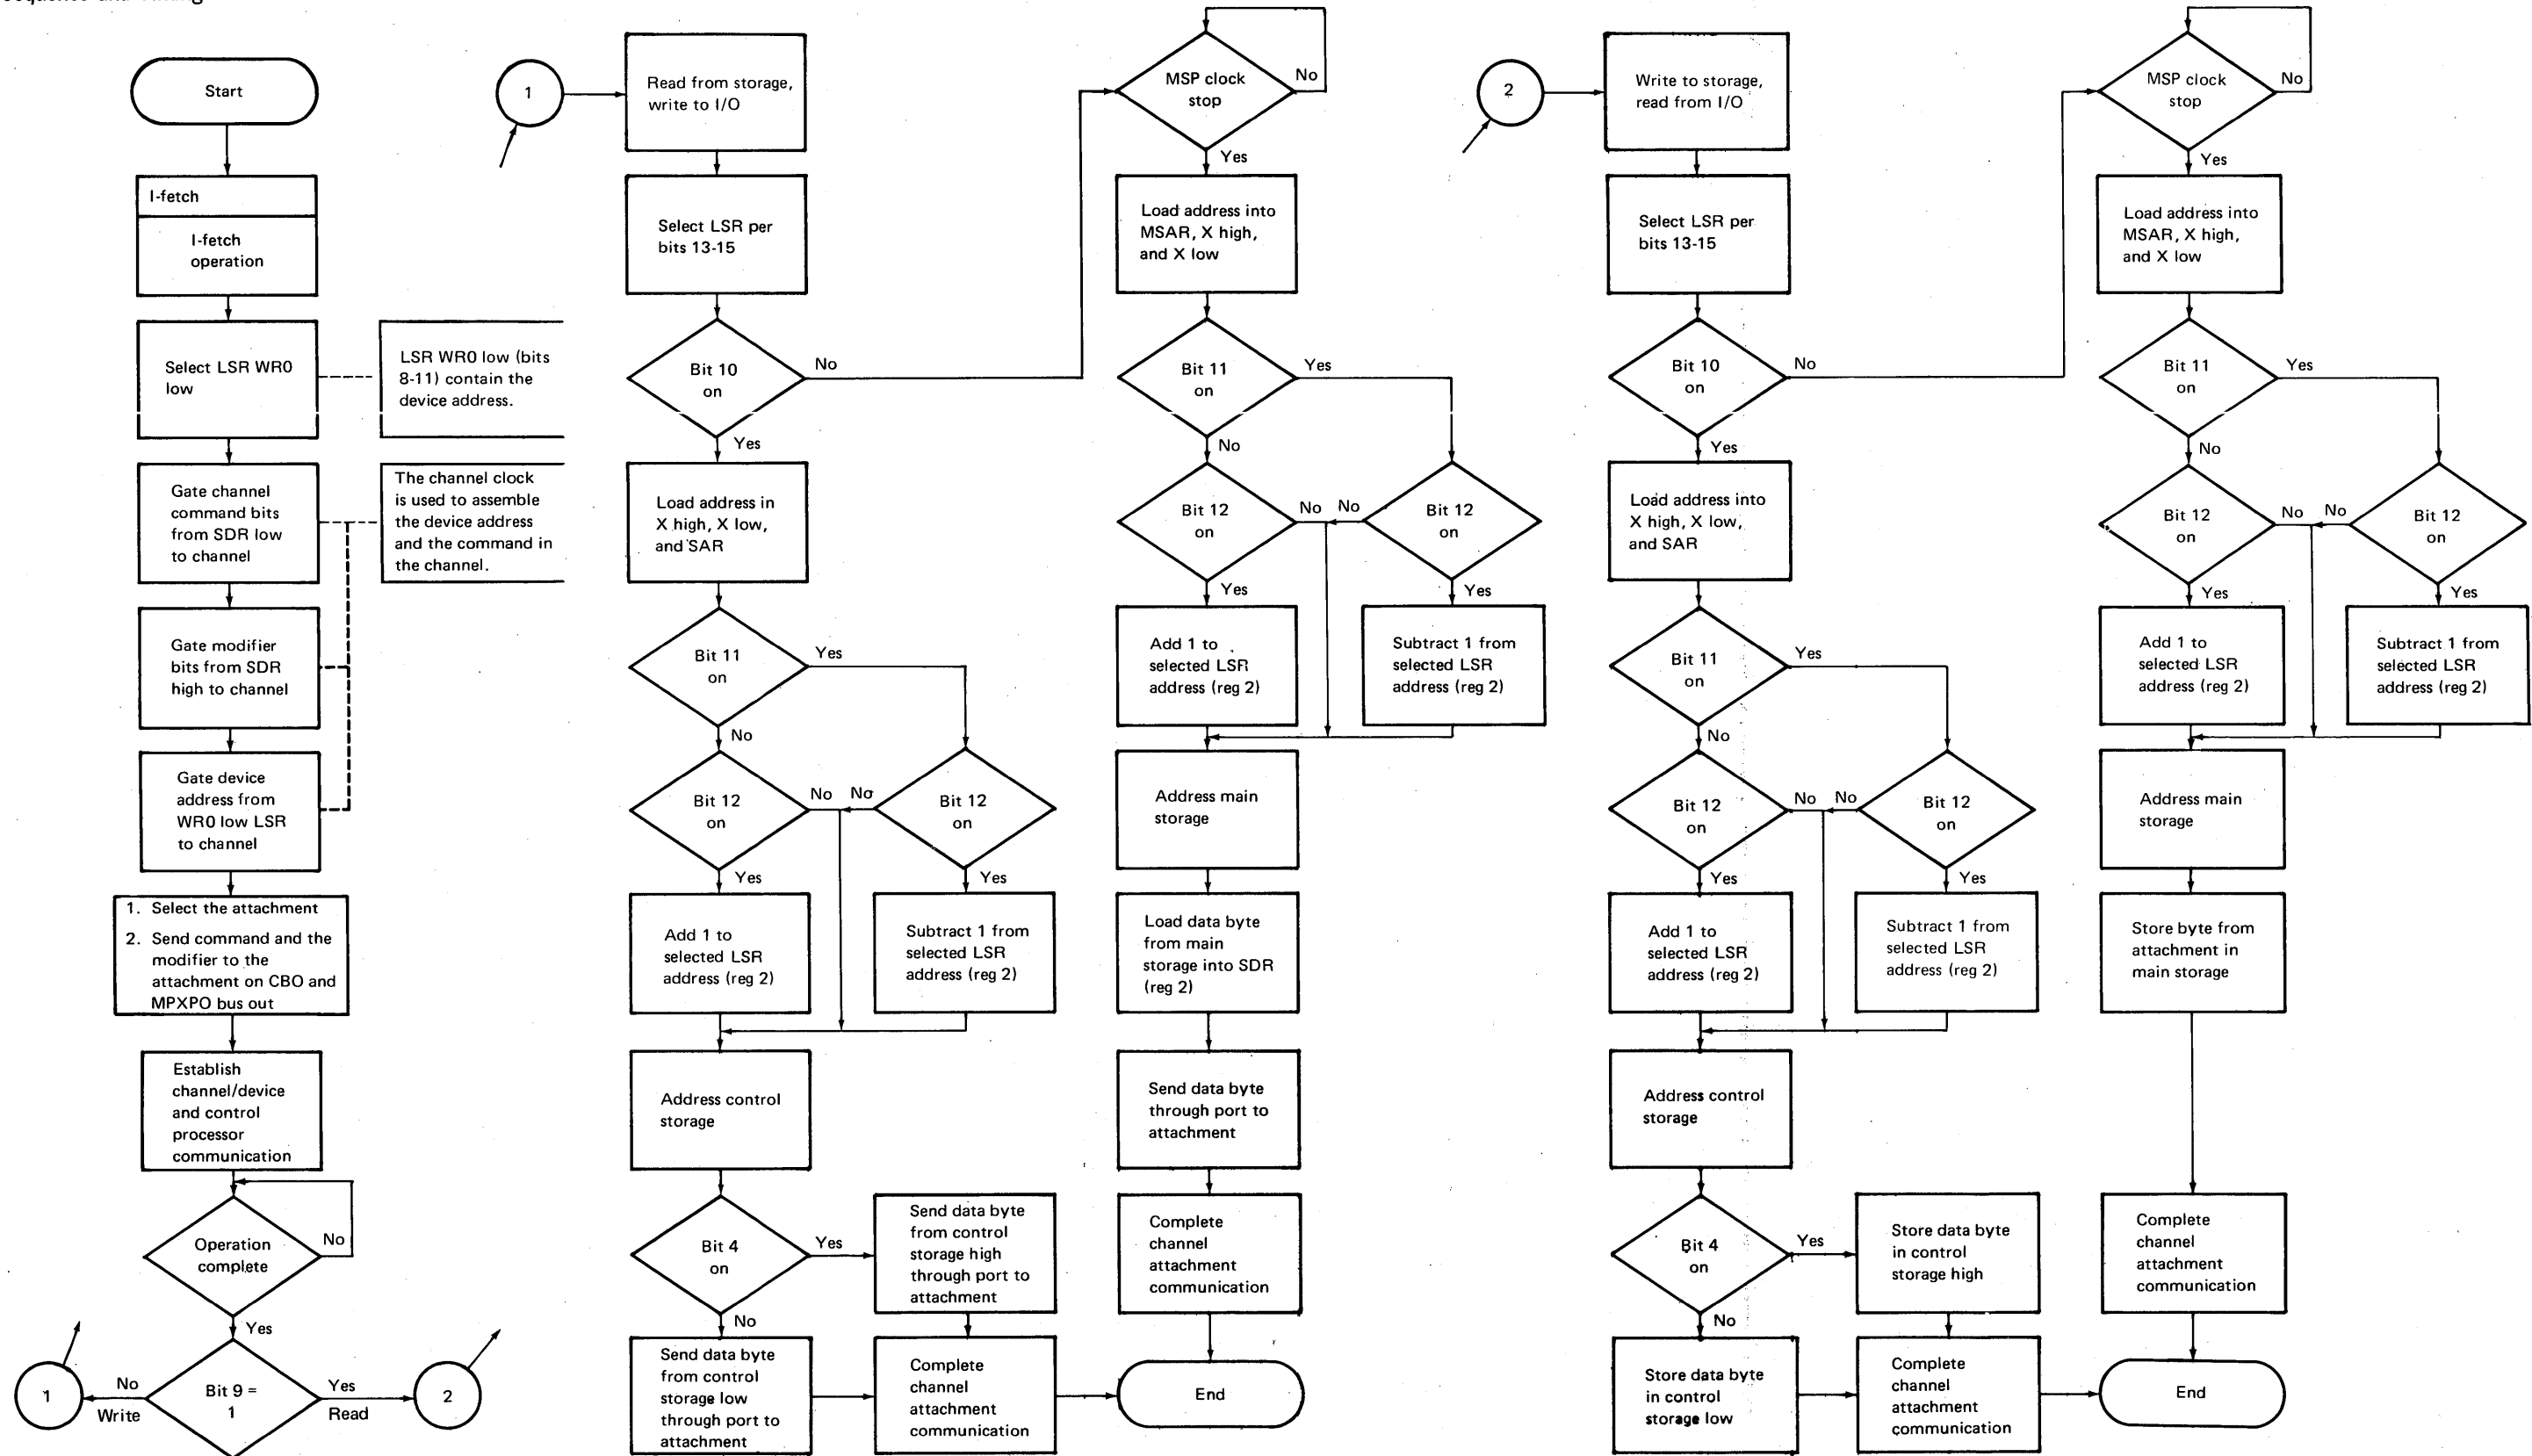 Start
I-fetch
I-fetch
operation
Select LSR WR0
low
LSR WR0 low (bits
8-11) contain the
device address.
Gate channel
command bits
from SDR low
to channel
The channel clock
is used to assemble
the device address
and the command in
the channel.
Gate modifier
bits from SDR
high to channel
Gate device
address from
WR0 low LSR
to channel
1. Select the attachment
2. Send command and the
modifier to the
attachment on CBO and
MPXPO bus out
Establish
channel/device
and control
processor
communication
Operation
complete
No
Yes
Bit 9 =
1
No
Write
Yes
Read
1
2
1
Read from storage,
write to I/O
Select LSR per
bits 13-15
Bit 10
on
No
Yes
Load address in
X high, X low,
and SAR
Bit 11
on
Yes
No
Bit 12
on
No
No
Bit 12
on
Yes
Yes
Add 1 to
selected LSR
address (reg 2)
Subtract 1 from
selected LSR
address (reg 2)
Address control
storage
Bit 4
on
Yes
No
Send data byte
from control
storage high
through port to
attachment
Send data byte
from control
storage low
through port to
attachment
Complete
channel
attachment
communication
MSP clock
stop
No
Yes
Load address into
MSAR, X high,
and X low
Bit 11
on
Yes
No
Bit 12
on
No
No
Bit 12
on
Yes
Yes
Add 1 to
selected LSR
address (reg 2)
Subtract 1 from
selected LSR
address (reg 2)
Address main
storage
Load data byte
from main
storage into SDR
(reg 2)
Send data byte
through port to
attachment
Complete
channel
attachment
communication
End
2
Write to storage,
read from I/O
Select LSR per
bits 13-15
Bit 10
on
No
Yes
Load address into
X high, X low,
and SAR
Bit 11
on
Yes
No
Bit 12
on
No
No
Bit 12
on
Yes
Yes
Add 1 to
selected LSR
address (reg 2)
Subtract 1 from
selected LSR
address (reg 2)
Address control
storage
Bit 4
on
Yes
No
Store data byte
in control
storage high
Store data byte
in control
storage low
Complete
channel
attachment
communication
MSP clock
stop
No
Yes
Load address into
MSAR, X high,
and X low
Bit 11
on
Yes
No
Bit 12
on
No
No
Bit 12
on
Yes
Yes
Add 1 to
selected LSR
address (reg 2)
Subtract 1 from
selected LSR
address (reg 2)
Address main
storage
Store byte from
attachment in
main storage
Complete
channel
attachment
communication
End